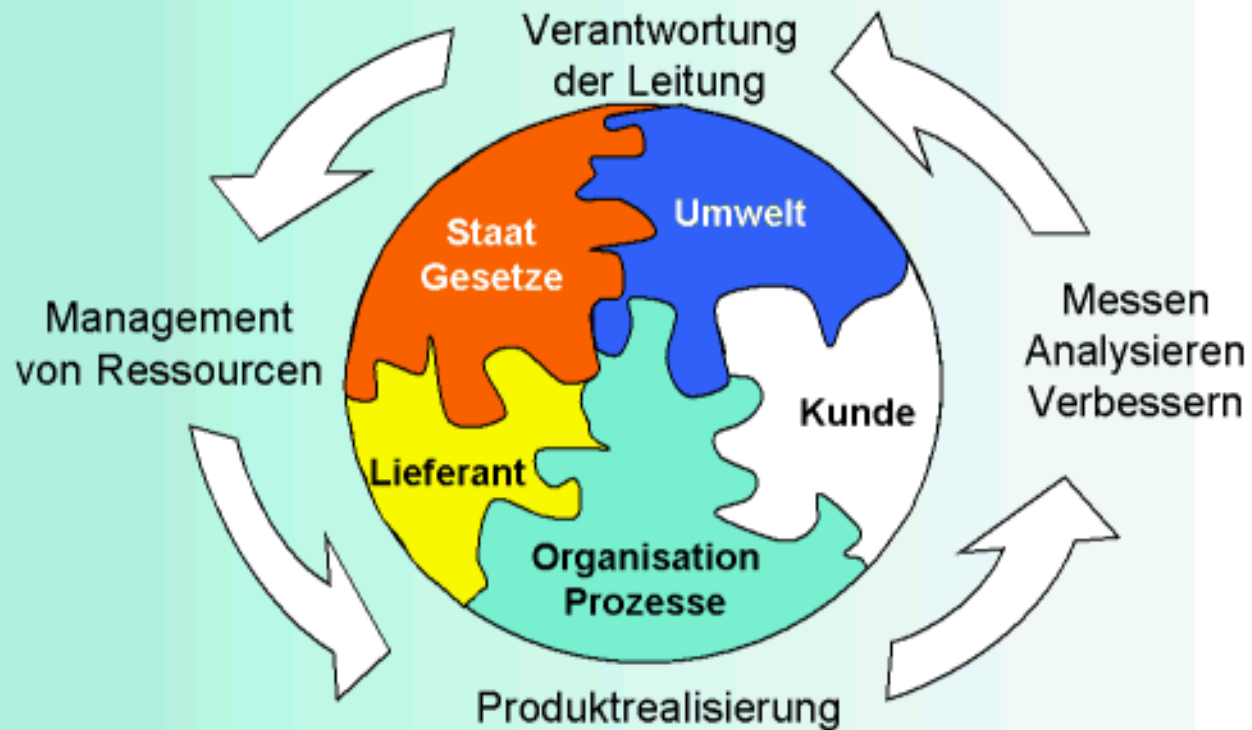 Verantwortung
der Leitung
Umwelt
Staat
Gesetze
Management
von Ressourcen
Messen
Analysieren
Verbessern
Kunde
Lieferant
Organisation
Prozesse
Produktrealisierung